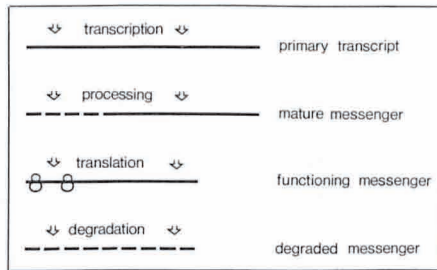 transcription
primary transcript
processing
mature messenger
translation
functioning messenger
degradation
degraded messenger